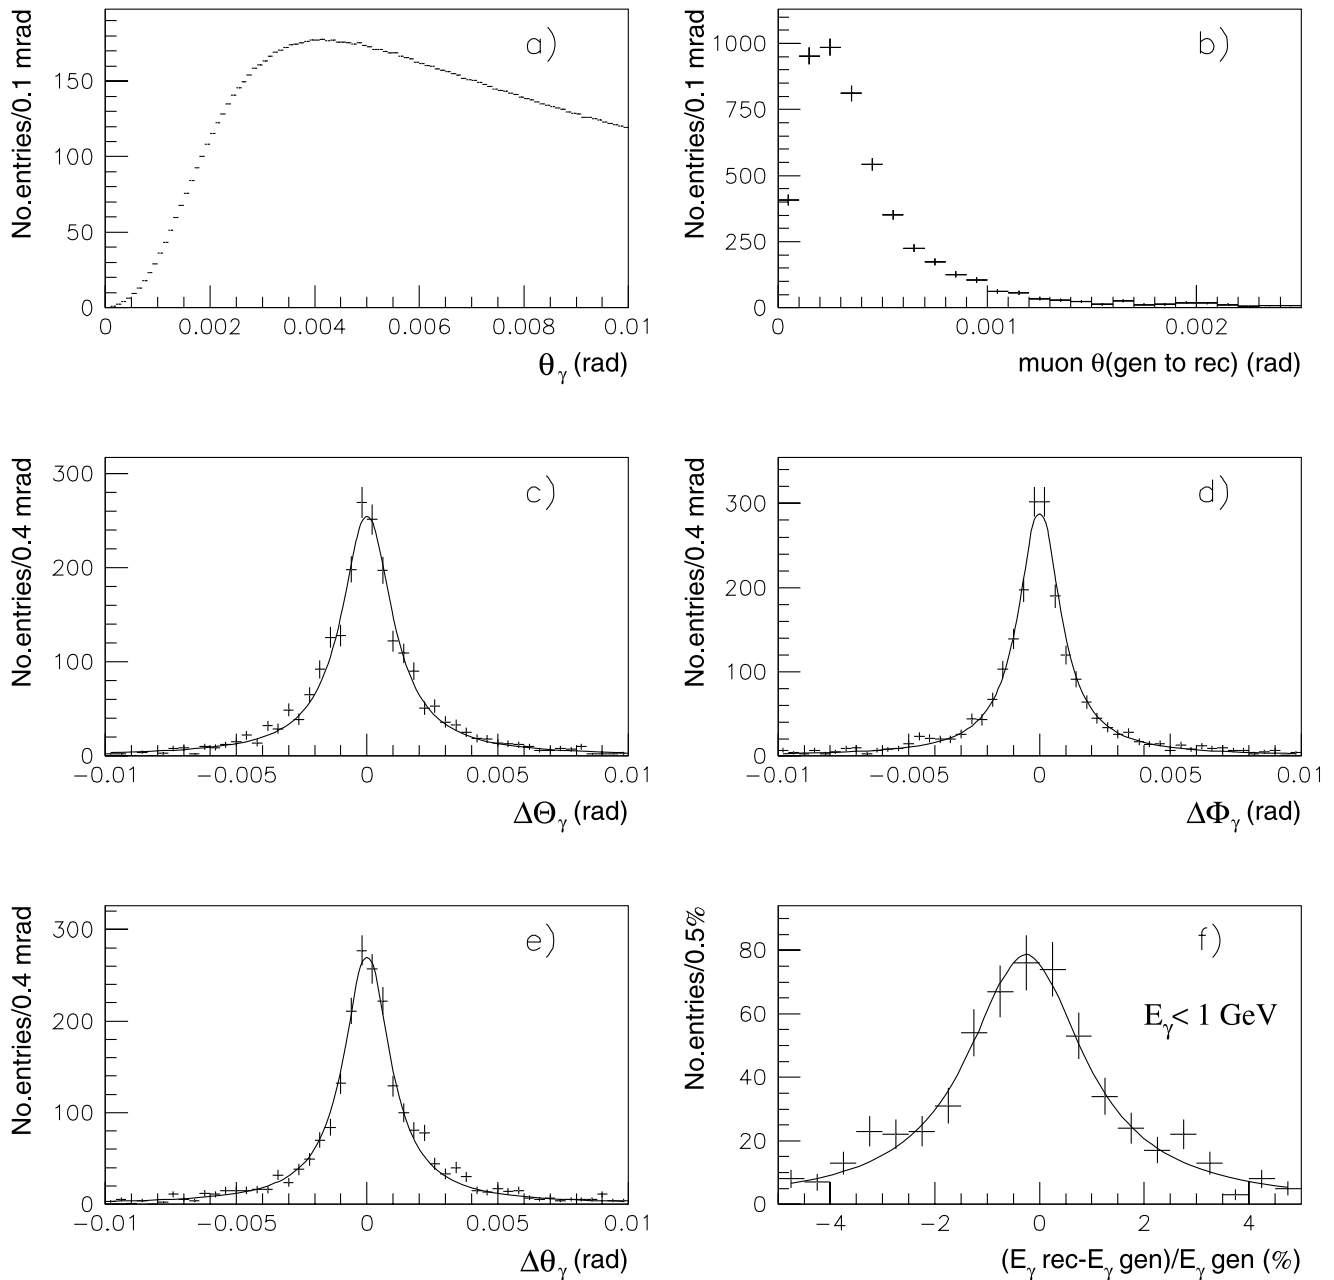 a)
No.entries/0.1 mrad
150
100
50
0
0 0.002 0.004 0.006 0.008 0.01
θγ (rad)
b)
No.entries/0.1 mrad
1000
750
500
250
0
0 0.001 0.002
muon θ(gen to rec) (rad)
c)
No.entries/0.4 mrad
300
200
100
0
−0.01 −0.005 0 0.005 0.01
ΔΘγ (rad)
d)
No.entries/0.4 mrad
300
200
100
0
−0.01 −0.005 0 0.005 0.01
ΔΦγ (rad)
e)
No.entries/0.4 mrad
300
200
100
0
−0.01 −0.005 0 0.005 0.01
Δθγ (rad)
f)
No.entries/0.5%
80
60
40
20
0
Eγ< 1 GeV
−4 −2 0 2 4
(Eγ rec-Eγ gen)/Eγ gen (%)